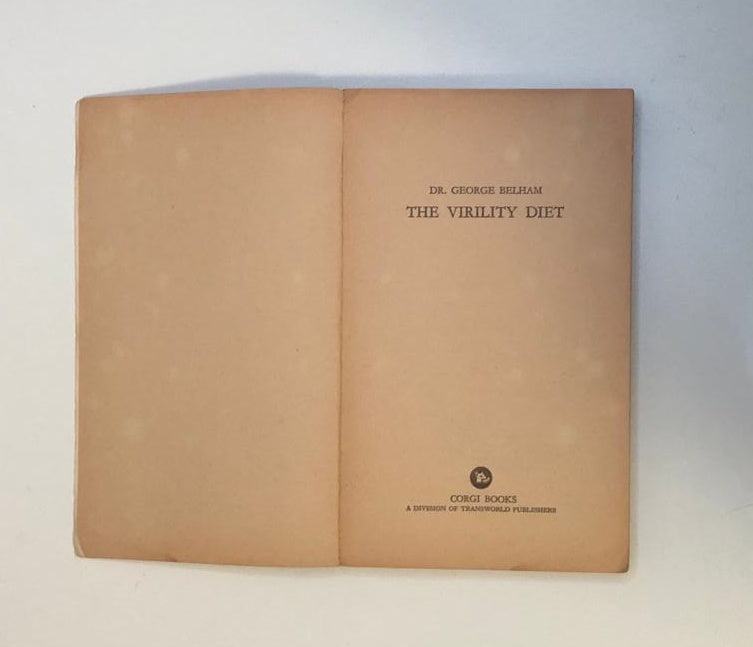 DR. GEORGE BELHAM
THE VIRILITY DIET
CORGI BOOKS
A DIVISION OF TRANSWORLD PUBLISHERS